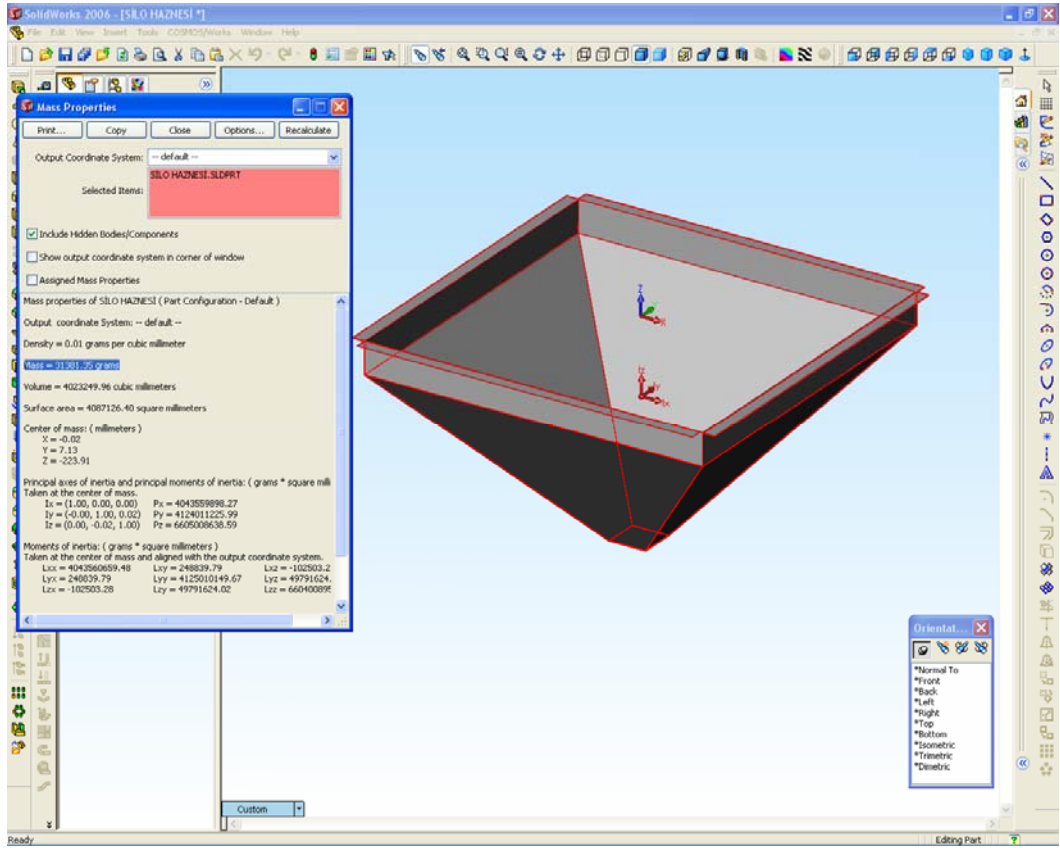 SolidWorks 2006 - [SİLO HAZNESİ *]
File Edit View Insert Tools COSMOSWorks Window Help
Mass Properties
Print... Copy Close Options... Recalculate
Output Coordinate System: -- default --
Selected Items: SİLO HAZNESİ.SLDPRT
Include Hidden Bodies/Components
Show output coordinate system in corner of window
Assigned Mass Properties
Mass properties of SİLO HAZNESİ ( Part Configuration - Default )
Output coordinate System: -- default --
Density = 0.01 grams per cubic millimeter
Mass = 31381.35 grams
Volume = 4023249.96 cubic millimeters
Surface area = 4087126.40 square millimeters
Center of mass: ( millimeters )
X = -0.02
Y = 7.13
Z = -223.91
Principal axes of inertia and principal moments of inertia: ( grams * square milli
Taken at the center of mass.
Ix = (1.00, 0.00, 0.00) Px = 4043559898.27
Iy = (-0.00, 1.00, 0.02) Py = 4124011225.99
Iz = (0.00, -0.02, 1.00) Pz = 6605008638.59
Moments of inertia: ( grams * square millimeters )
Taken at the center of mass and aligned with the output coordinate system.
Lxx = 4043560659.48 Lxy = 248839.79 Lxz = -102503.2
Lyx = 248839.79 Lyy = 4125010149.67 Lyz = 49791624.
Lzx = -102503.28 Lzy = 49791624.02 Lzz = 660400895
Z
X
Iz
Iy
Ix
Orientat...
*Normal To
*Front
*Back
*Left
*Right
*Top
*Bottom
*Isometric
*Trimetric
*Dimetric
Custom
Ready
Editing Part